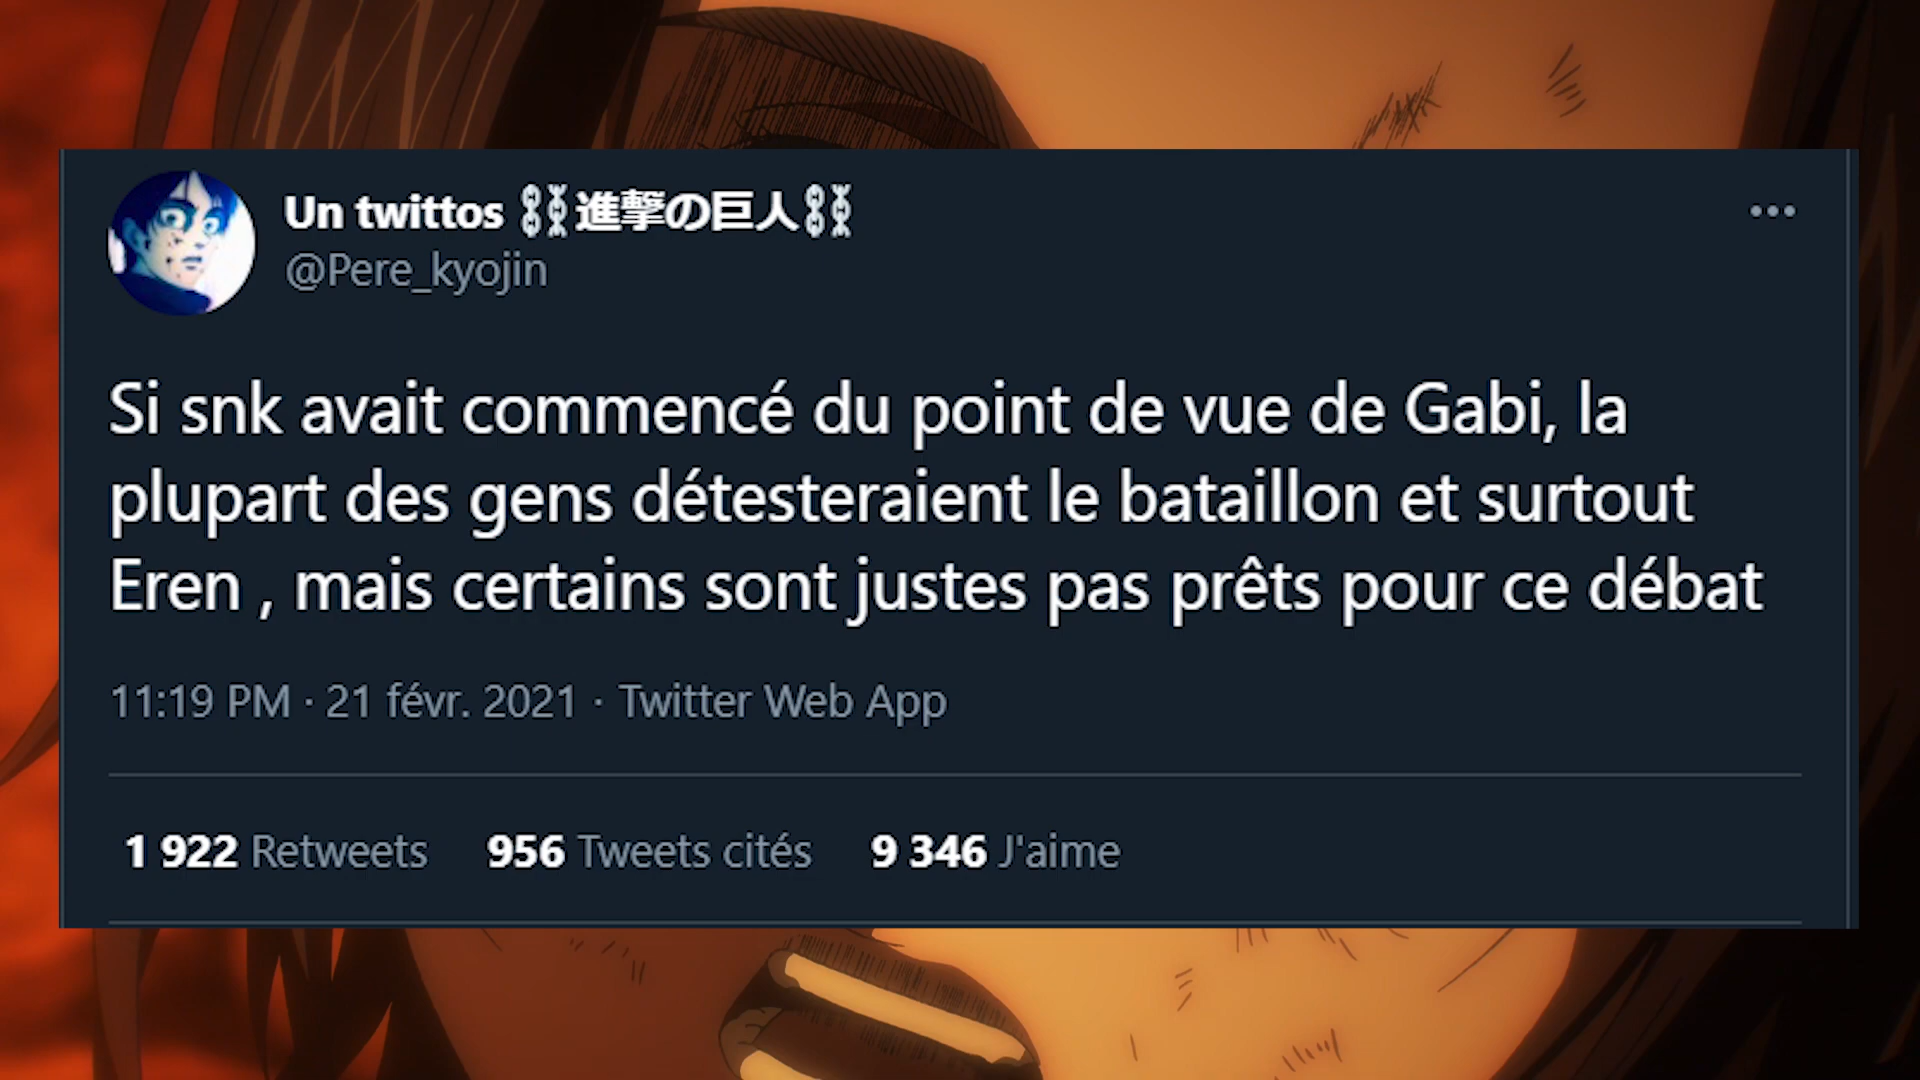 Un twittos ⛓⛓進撃の巨人⛓⛓
@Pere_kyojin
Si snk avait commencé du point de vue de Gabi, la
plupart des gens détesteraient le bataillon et surtout
Eren , mais certains sont justes pas prêts pour ce débat
11:19 PM · 21 févr. 2021 · Twitter Web App
1 922 Retweets 956 Tweets cités 9 346 J'aime